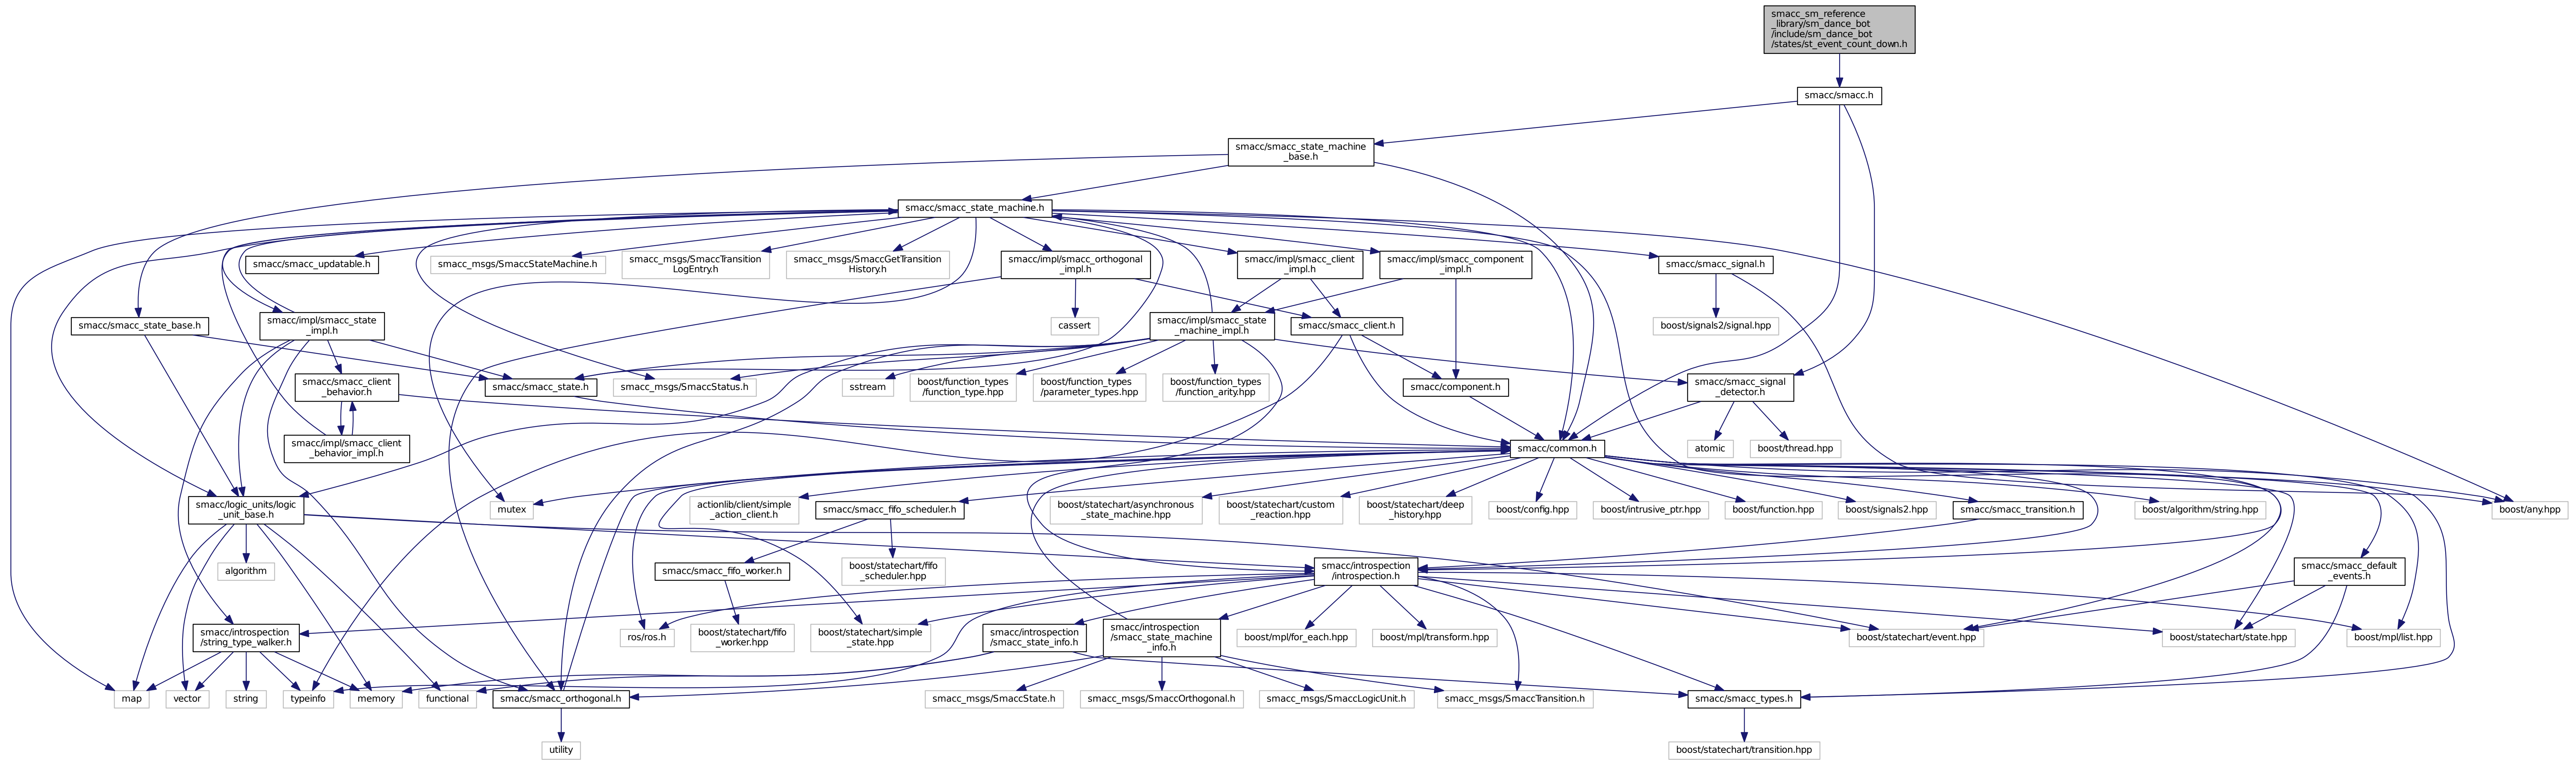 smacc_sm_reference
_library/sm_dance_bot
/include/sm_dance_bot
/states/st_event_count_down.h
smacc/smacc.h
smacc/smacc_state_machine
_base.h
smacc/smacc_state_machine.h
smacc/smacc_updatable.h
smacc_msgs/SmaccStateMachine.h
smacc_msgs/SmaccTransition
LogEntry.h
smacc_msgs/SmaccGetTransition
History.h
smacc/impl/smacc_orthogonal
_impl.h
smacc/impl/smacc_client
_impl.h
smacc/impl/smacc_component
_impl.h
smacc/smacc_signal.h
smacc/smacc_state_base.h
smacc/impl/smacc_state
_impl.h
cassert
smacc/impl/smacc_state
_machine_impl.h
smacc/smacc_client.h
boost/signals2/signal.hpp
smacc/smacc_client
_behavior.h
smacc/smacc_state.h
smacc_msgs/SmaccStatus.h
sstream
boost/function_types
/function_type.hpp
boost/function_types
/parameter_types.hpp
boost/function_types
/function_arity.hpp
smacc/component.h
smacc/smacc_signal
_detector.h
smacc/impl/smacc_client
_behavior_impl.h
smacc/common.h
atomic
boost/thread.hpp
smacc/logic_units/logic
_unit_base.h
mutex
actionlib/client/simple
_action_client.h
smacc/smacc_fifo_scheduler.h
boost/statechart/asynchronous
_state_machine.hpp
boost/statechart/custom
_reaction.hpp
boost/statechart/deep
_history.hpp
boost/config.hpp
boost/intrusive_ptr.hpp
boost/function.hpp
boost/signals2.hpp
smacc/smacc_transition.h
boost/algorithm/string.hpp
boost/any.hpp
algorithm
smacc/smacc_fifo_worker.h
boost/statechart/fifo
_scheduler.hpp
smacc/introspection
/introspection.h
smacc/smacc_default
_events.h
smacc/introspection
/string_type_walker.h
ros/ros.h
boost/statechart/fifo
_worker.hpp
boost/statechart/simple
_state.hpp
smacc/introspection
/smacc_state_info.h
smacc/introspection
/smacc_state_machine
_info.h
boost/mpl/for_each.hpp
boost/mpl/transform.hpp
boost/statechart/event.hpp
boost/statechart/state.hpp
boost/mpl/list.hpp
map
vector
string
typeinfo
memory
functional
smacc/smacc_orthogonal.h
smacc_msgs/SmaccState.h
smacc_msgs/SmaccOrthogonal.h
smacc_msgs/SmaccLogicUnit.h
smacc_msgs/SmaccTransition.h
smacc/smacc_types.h
utility
boost/statechart/transition.hpp